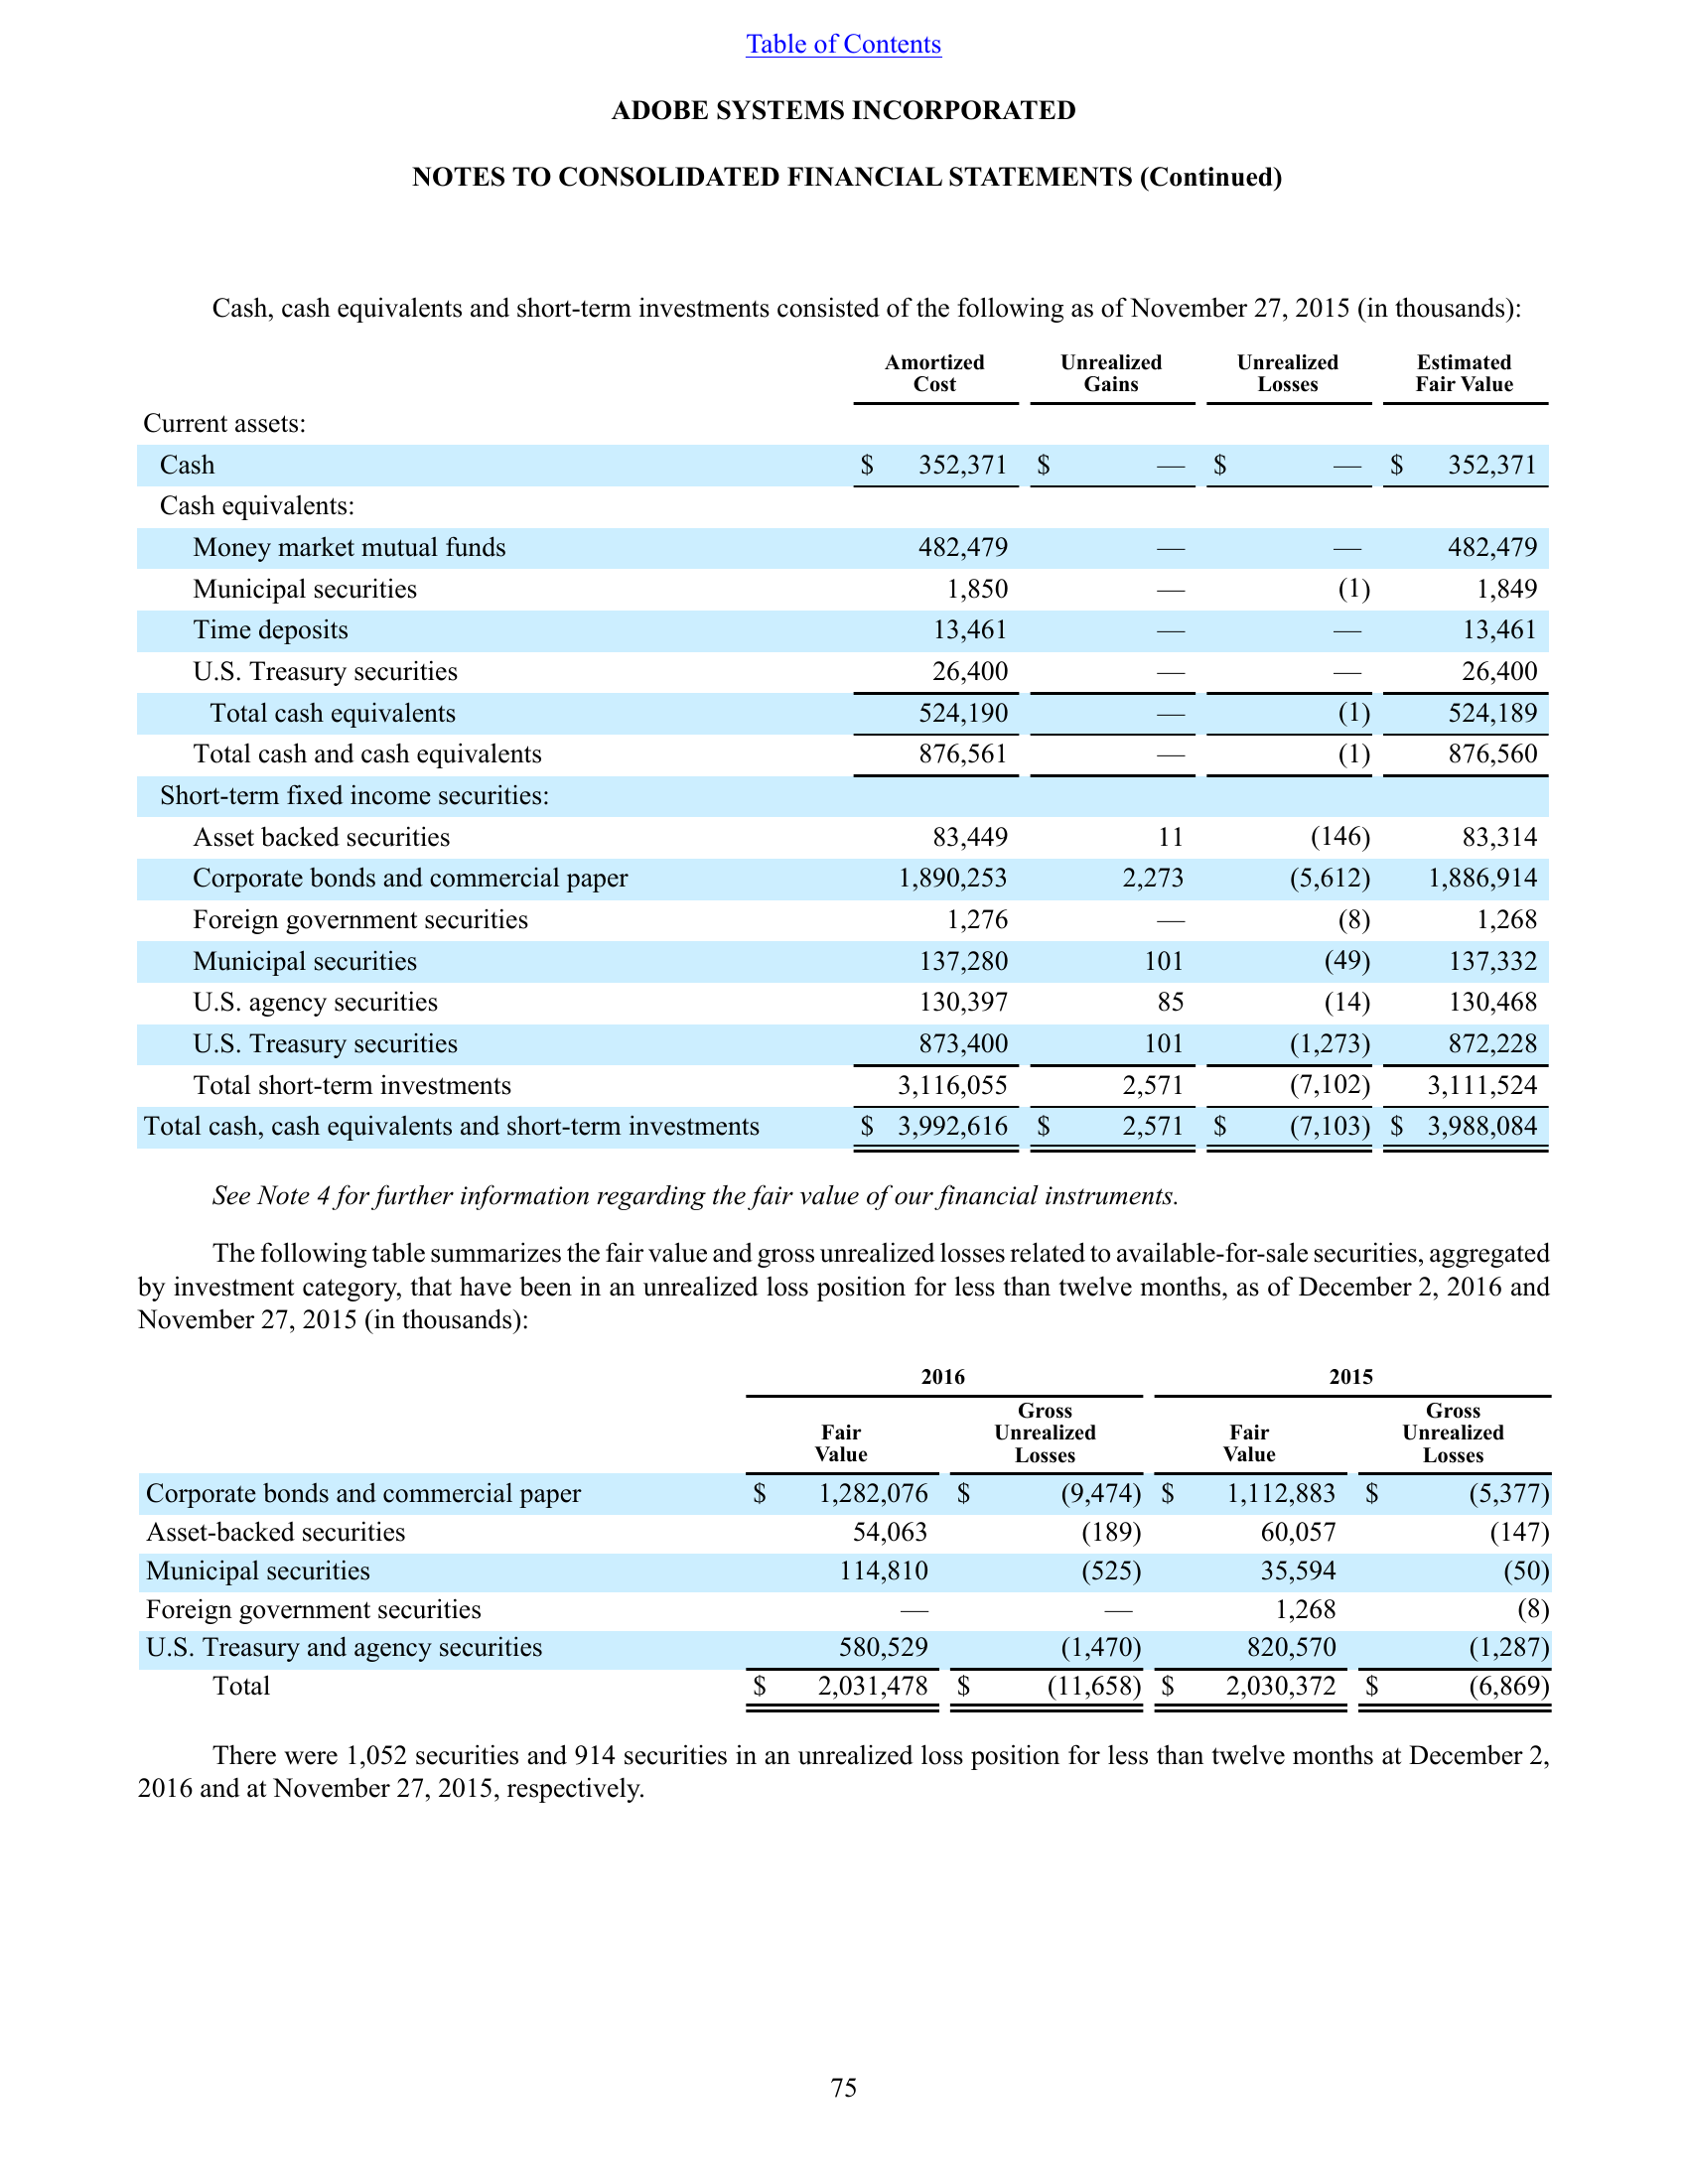 Table of Contents
ADOBE SYSTEMS INCORPORATED
NOTES TO CONSOLIDATED FINANCIAL STATEMENTS (Continued)
Cash, cash equivalents and short-term investments consisted of the following as of November 27, 2015 (in thousands):
Amortized Cost Unrealized Gains Unrealized Losses Estimated Fair Value
Current assets:
Cash $ 352,371 $ — $ — $ 352,371
Cash equivalents:
Money market mutual funds 482,479 — — 482,479
Municipal securities 1,850 — (1) 1,849
Time deposits 13,461 — — 13,461
U.S. Treasury securities 26,400 — — 26,400
Total cash equivalents 524,190 — (1) 524,189
Total cash and cash equivalents 876,561 — (1) 876,560
Short-term fixed income securities:
Asset backed securities 83,449 11 (146) 83,314
Corporate bonds and commercial paper 1,890,253 2,273 (5,612) 1,886,914
Foreign government securities 1,276 — (8) 1,268
Municipal securities 137,280 101 (49) 137,332
U.S. agency securities 130,397 85 (14) 130,468
U.S. Treasury securities 873,400 101 (1,273) 872,228
Total short-term investments 3,116,055 2,571 (7,102) 3,111,524
Total cash, cash equivalents and short-term investments $ 3,992,616 $ 2,571 $ (7,103) $ 3,988,084
See Note 4 for further information regarding the fair value of our financial instruments.
The following table summarizes the fair value and gross unrealized losses related to available-for-sale securities, aggregated
by investment category, that have been in an unrealized loss position for less than twelve months, as of December 2, 2016 and
November 27, 2015 (in thousands):
2016 2015
Fair Value Gross Unrealized Losses Fair Value Gross Unrealized Losses
Corporate bonds and commercial paper $ 1,282,076 $ (9,474) $ 1,112,883 $ (5,377)
Asset-backed securities 54,063 (189) 60,057 (147)
Municipal securities 114,810 (525) 35,594 (50)
Foreign government securities — — 1,268 (8)
U.S. Treasury and agency securities 580,529 (1,470) 820,570 (1,287)
Total $ 2,031,478 $ (11,658) $ 2,030,372 $ (6,869)
There were 1,052 securities and 914 securities in an unrealized loss position for less than twelve months at December 2,
2016 and at November 27, 2015, respectively.
75